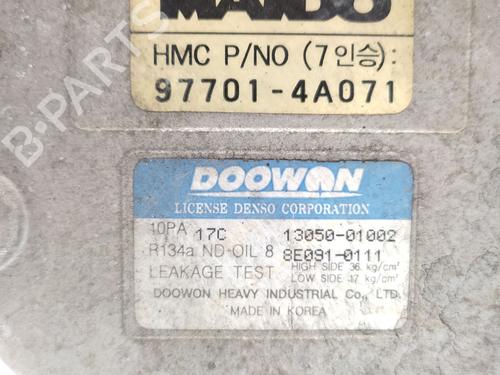 MANDO
HMC P/NO (7인승):
97701-4A071
DOOWON
LICENSE DENSO CORPORATION
10PA 17C 13050-01002
R134a ND-OIL 8 8E091-0111
LEAKAGE TEST HIGH SIDE 36 kg/cm²
LOW SIDE 17 kg/cm²
DOOWON HEAVY INDUSTRIAL Co., LTD.
MADE IN KOREA
B-PARTS